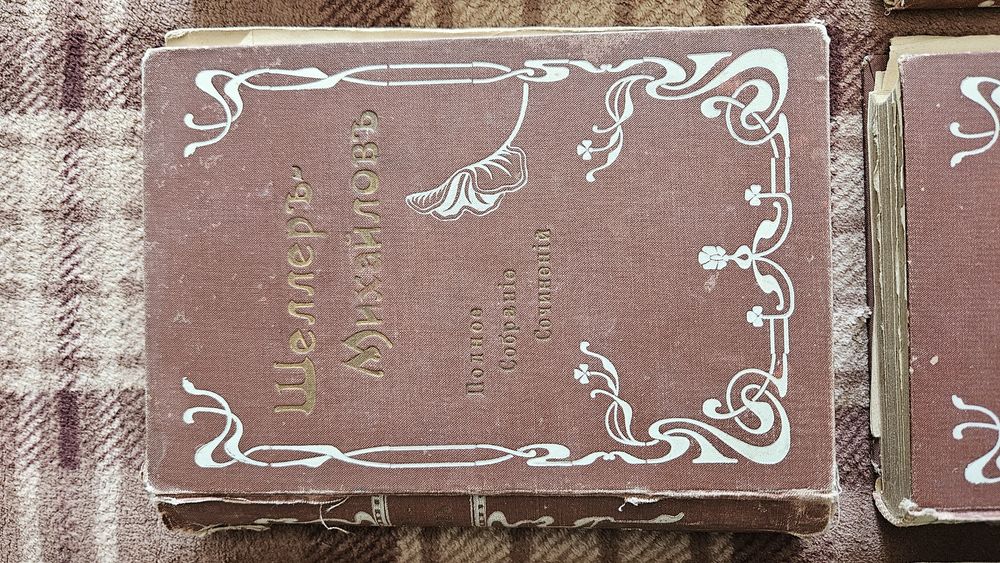 Шеллеръ-
Михайловъ
Полное
Собраніе
Сочиненій